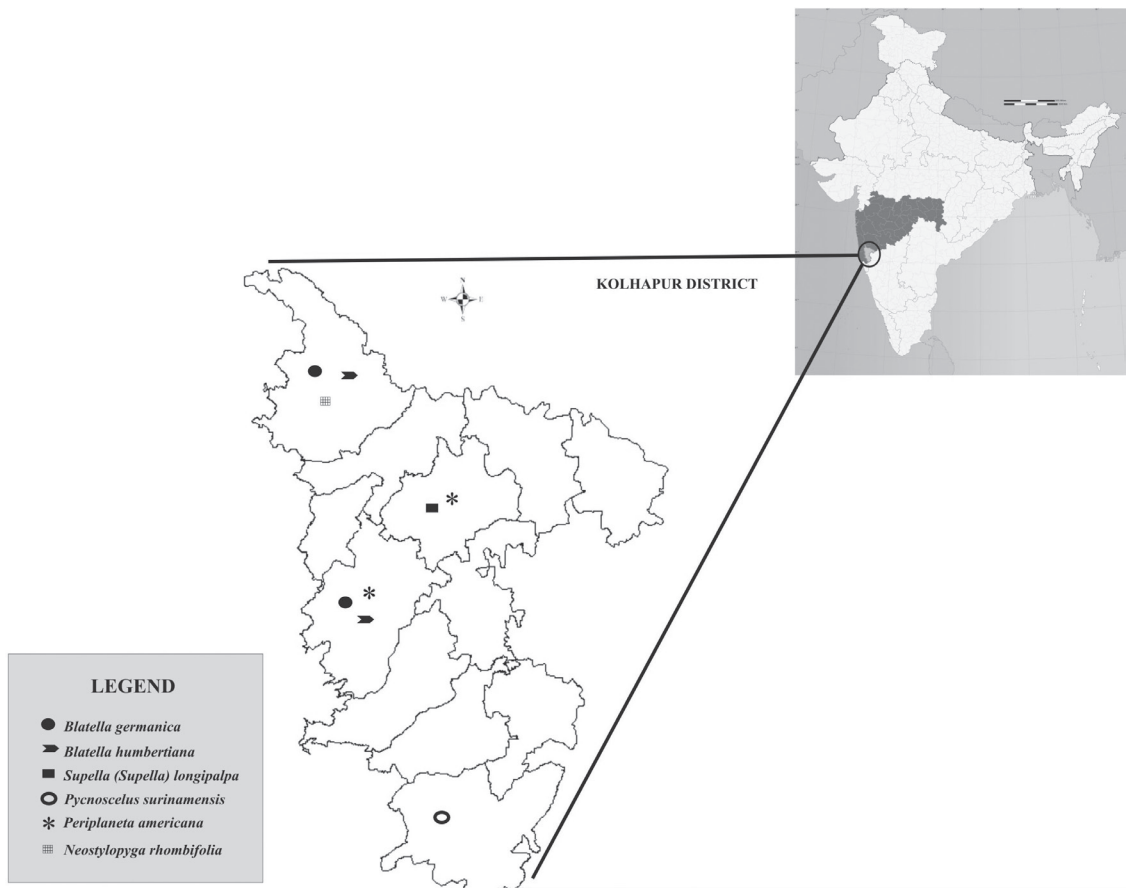 KOLHAPUR DISTRICT
N
W
E
S
LEGEND
Blatella germanica
Blatella humbertiana
Supella (Supella) longipalpa
Pycnoscelus surinamensis
Periplaneta americana
Neostylopyga rhombifolia